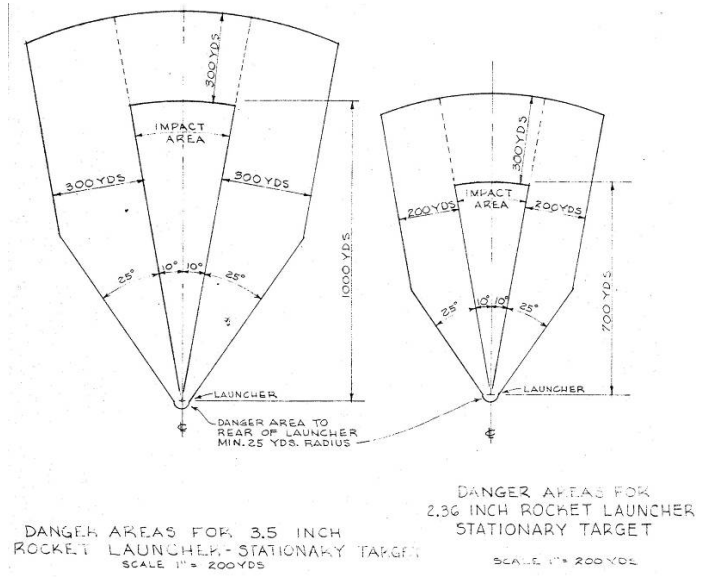 300 YDS
IMPACT
AREA
300 YDS
300 YDS
25°
10°
10°
25°
1000 YDS
LAUNCHER
℄
DANGER AREA TO
REAR OF LAUNCHER
MIN. 25 YDS. RADIUS
DANGER AREAS FOR 3.5 INCH
ROCKET LAUNCHER - STATIONARY TARGET
SCALE 1" = 200YDS
300 YDS
IMPACT
AREA
200 YDS
200 YDS
25°
10°
10°
25°
700 YDS
LAUNCHER
℄
DANGER AREAS FOR
2.36 INCH ROCKET LAUNCHER
STATIONARY TARGET
SCALE 1" = 200 YDS